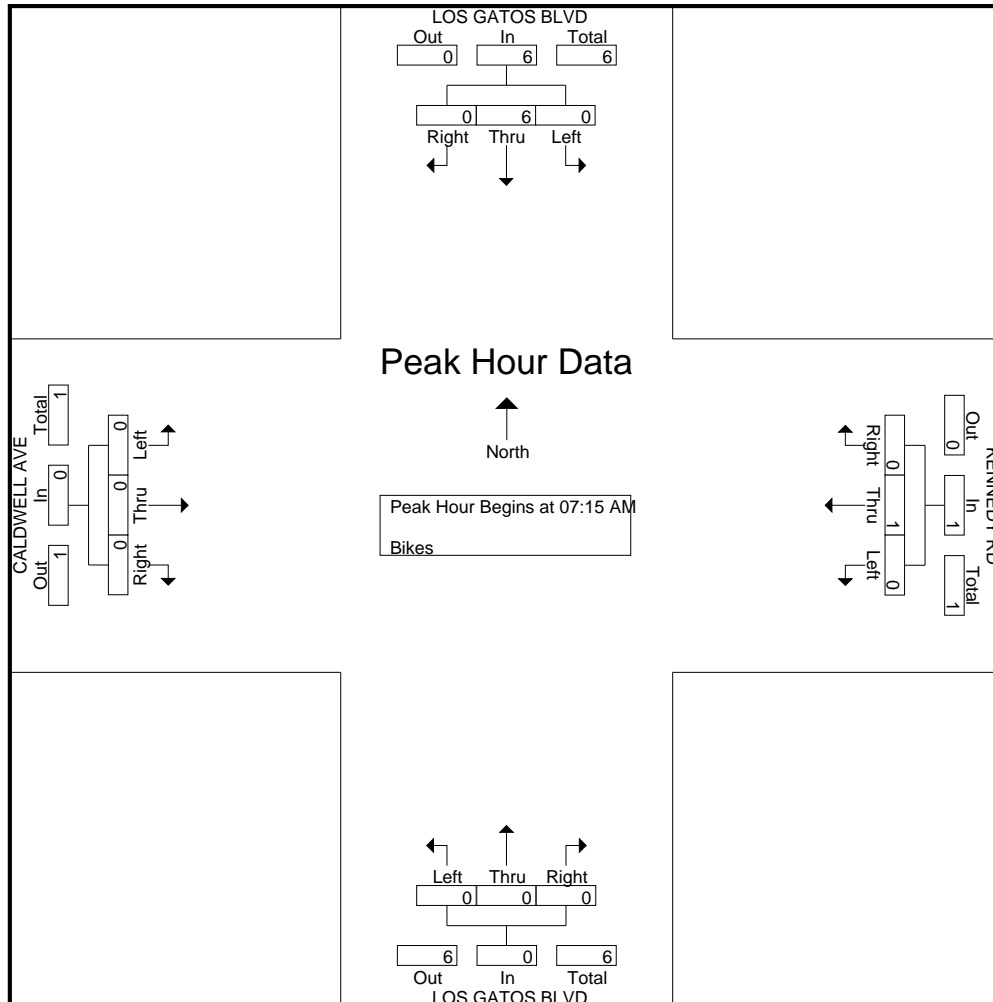 LOS GATOS BLVD
Out In Total
0 6 6
0 6 0
Right Thru Left
Peak Hour Data
North
Peak Hour Begins at 07:15 AM
Bikes
CALDWELL AVE
Out In Total
1 0 1
Right Thru Left
0 0 0
KENNEDY RD
Out In Total
0 1 1
Right Thru Left
0 1 0
Left Thru Right
0 0 0
6 0 6
Out In Total
LOS GATOS BLVD